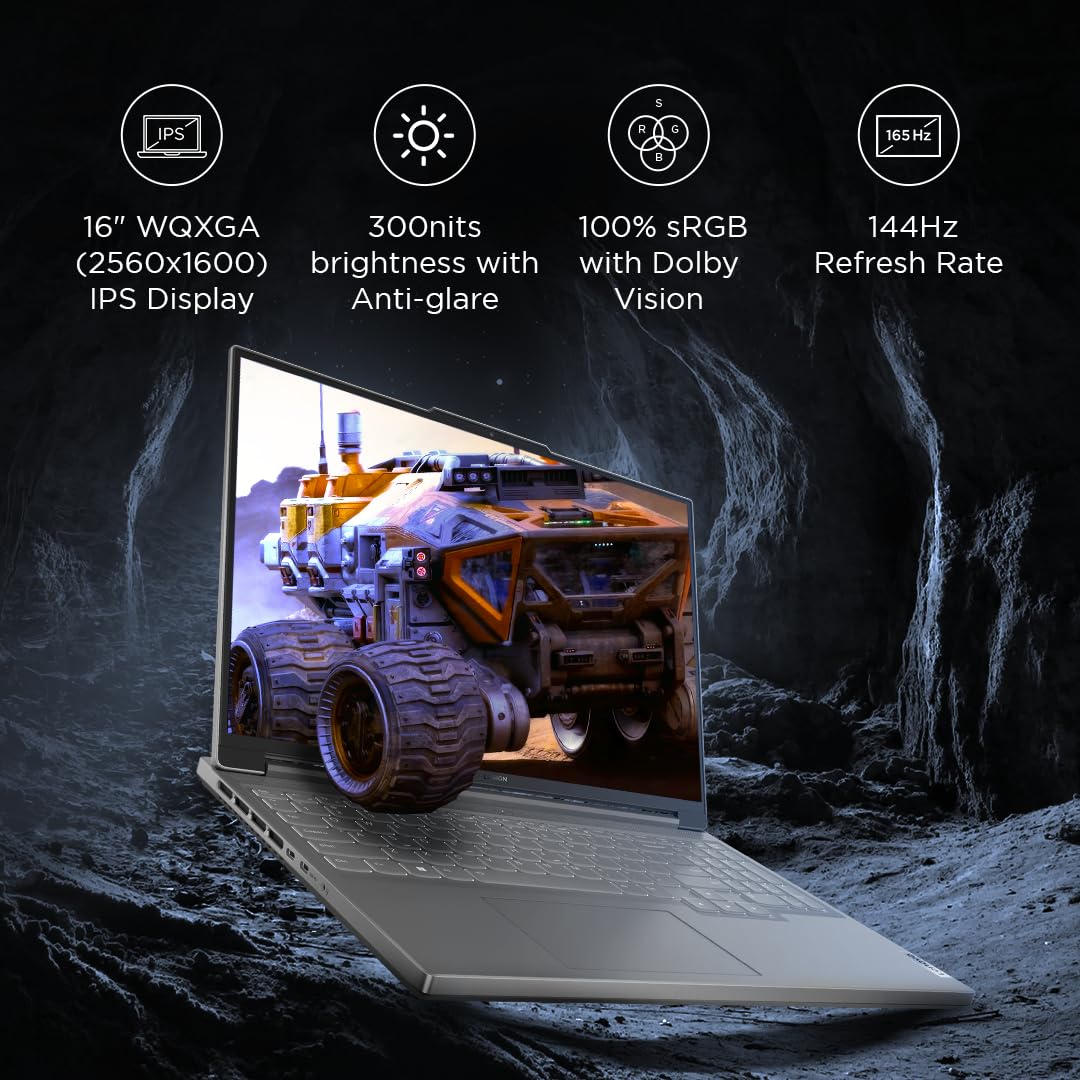 IPS
16" WQXGA
(2560x1600)
IPS Display
300nits
brightness with
Anti-glare
S
R G
B
100% sRGB
with Dolby
Vision
165 Hz
144Hz
Refresh Rate
LEGION